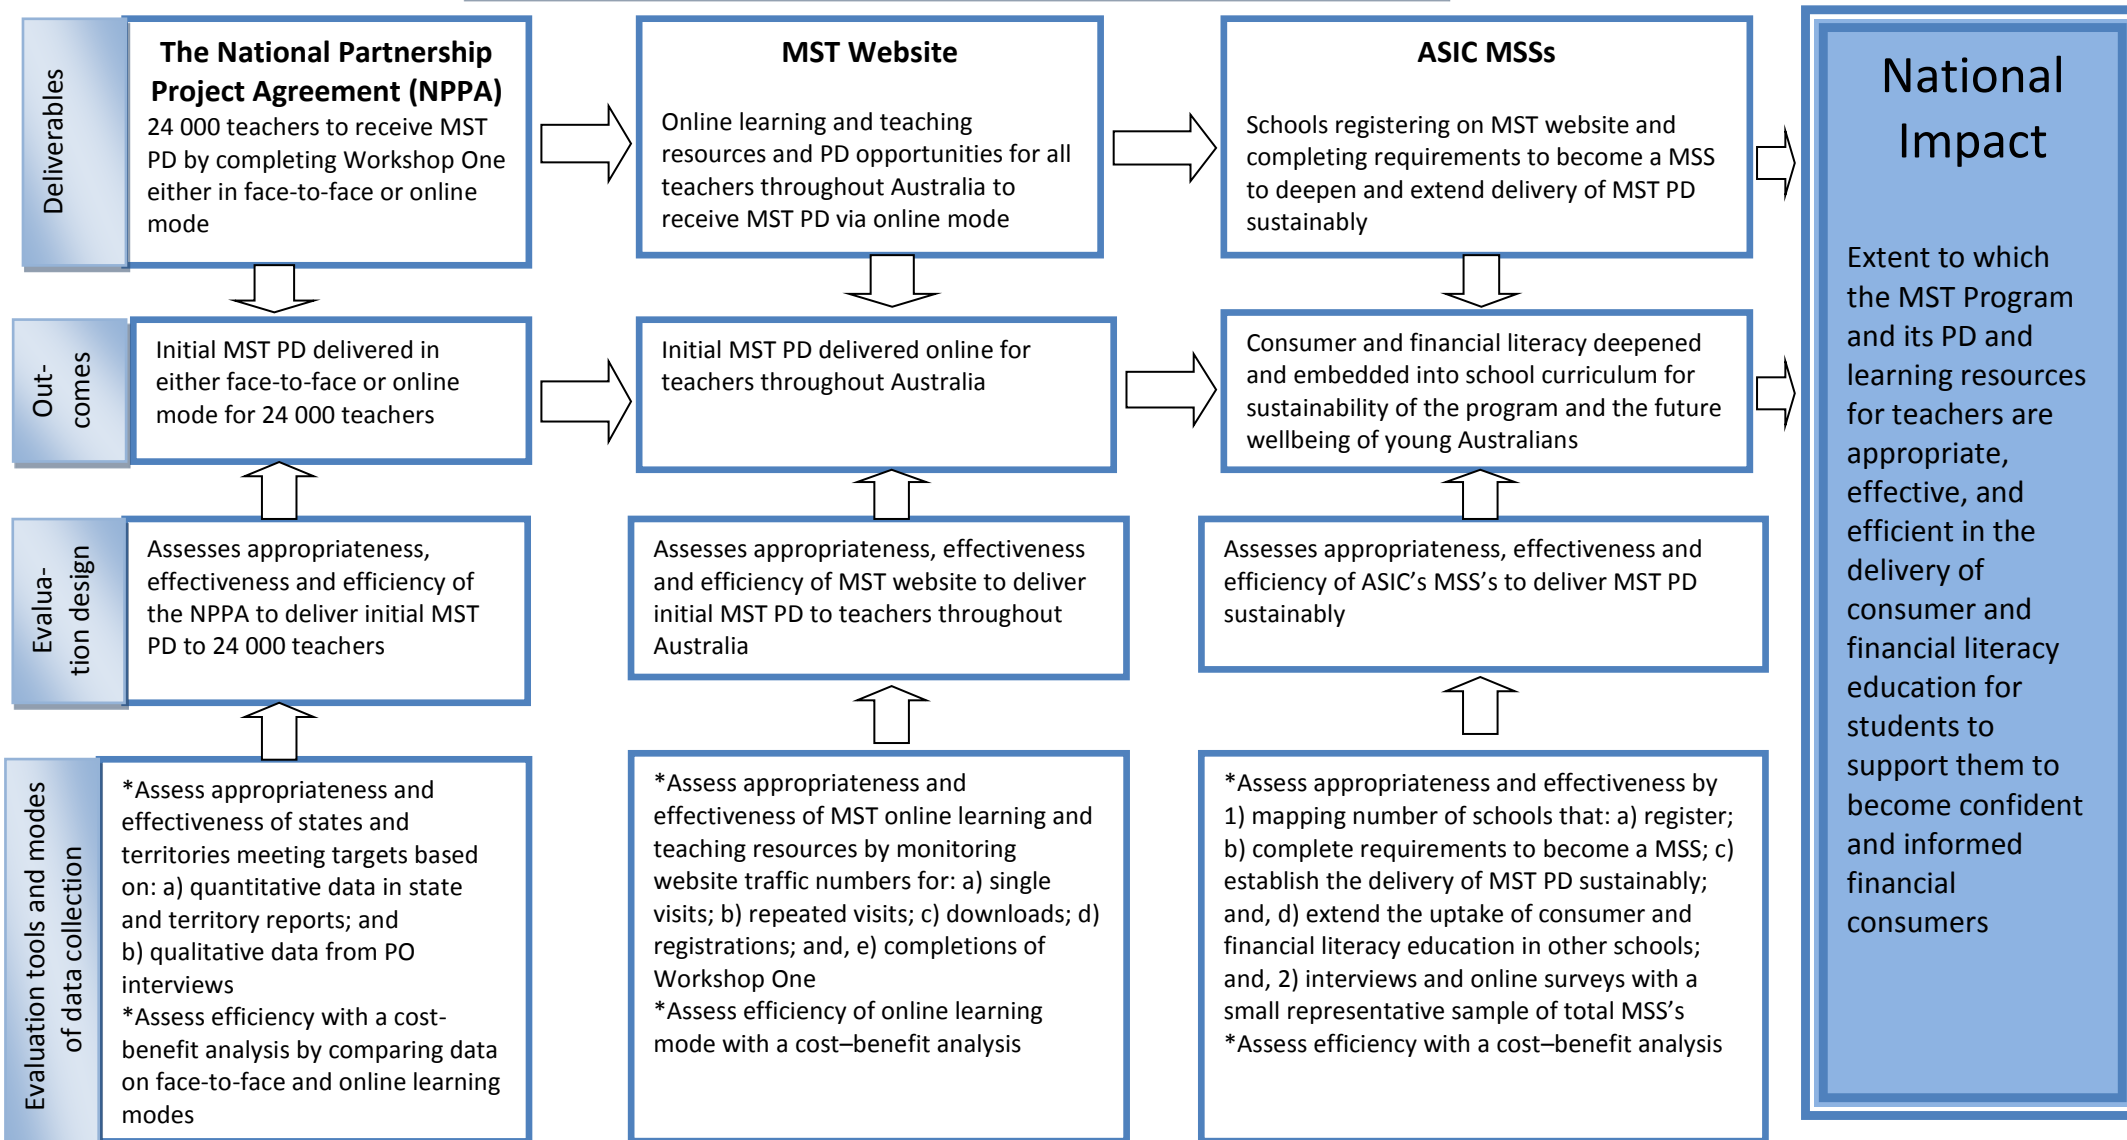 Deliverables
The National Partnership
Project Agreement (NPPA)
24 000 teachers to receive MST
PD by completing Workshop One
either in face-to-face or online
mode
MST Website
Online learning and teaching
resources and PD opportunities for all
teachers throughout Australia to
receive MST PD via online mode
ASIC MSSs
Schools registering on MST website and
completing requirements to become a MSS
to deepen and extend delivery of MST PD
sustainably
Out-
comes
Initial MST PD delivered in
either face-to-face or online
mode for 24 000 teachers
Initial MST PD delivered online for
teachers throughout Australia
Consumer and financial literacy deepened
and embedded into school curriculum for
sustainability of the program and the future
wellbeing of young Australians
Evalua-
tion design
Assesses appropriateness,
effectiveness and efficiency of
the NPPA to deliver initial MST
PD to 24 000 teachers
Assesses appropriateness, effectiveness
and efficiency of MST website to deliver
initial MST PD to teachers throughout
Australia
Assesses appropriateness, effectiveness and
efficiency of ASIC’s MSS’s to deliver MST PD
sustainably
Evaluation tools and modes
of data collection
*Assess appropriateness and
effectiveness of states and
territories meeting targets based
on: a) quantitative data in state
and territory reports; and
b) qualitative data from PO
interviews
*Assess efficiency with a cost-
benefit analysis by comparing data
on face-to-face and online learning
modes
*Assess appropriateness and
effectiveness of MST online learning and
teaching resources by monitoring
website traffic numbers for: a) single
visits; b) repeated visits; c) downloads; d)
registrations; and, e) completions of
Workshop One
*Assess efficiency of online learning
mode with a cost–benefit analysis
*Assess appropriateness and effectiveness by
1) mapping number of schools that: a) register;
b) complete requirements to become a MSS; c)
establish the delivery of MST PD sustainably;
and, d) extend the uptake of consumer and
financial literacy education in other schools;
and, 2) interviews and online surveys with a
small representative sample of total MSS’s
*Assess efficiency with a cost–benefit analysis
National
Impact
Extent to which
the MST Program
and its PD and
learning resources
for teachers are
appropriate,
effective, and
efficient in the
delivery of
consumer and
financial literacy
education for
students to
support them to
become confident
and informed
financial
consumers